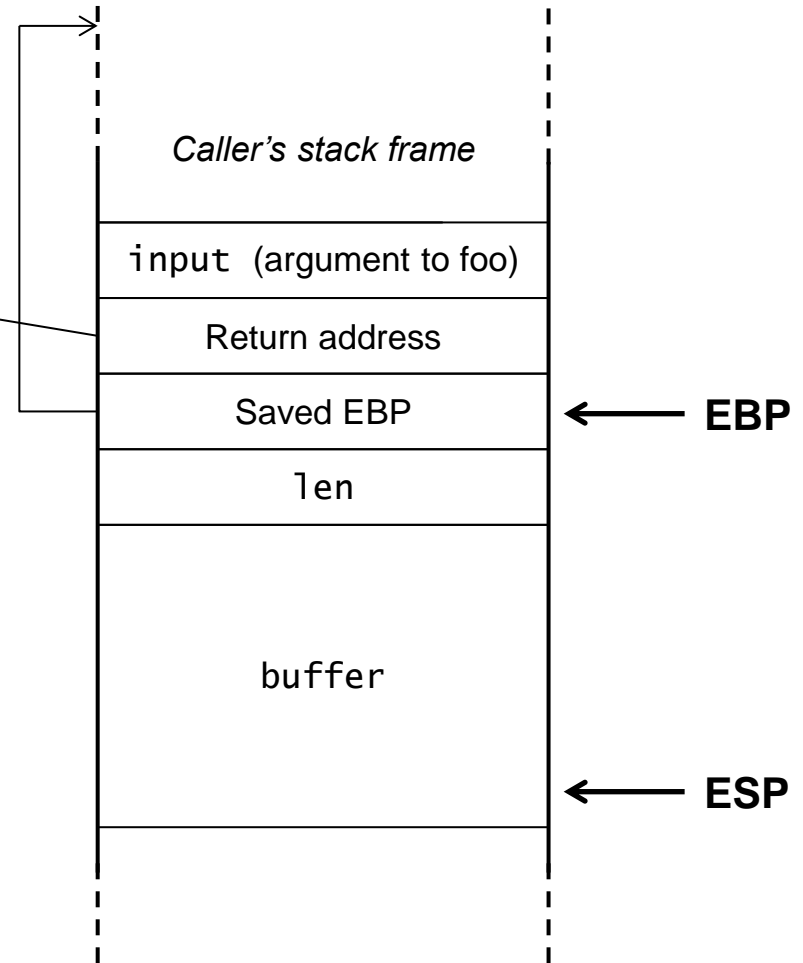 Caller’s stack frame
input (argument to foo)
Return address
Saved EBP
EBP
len
buffer
ESP